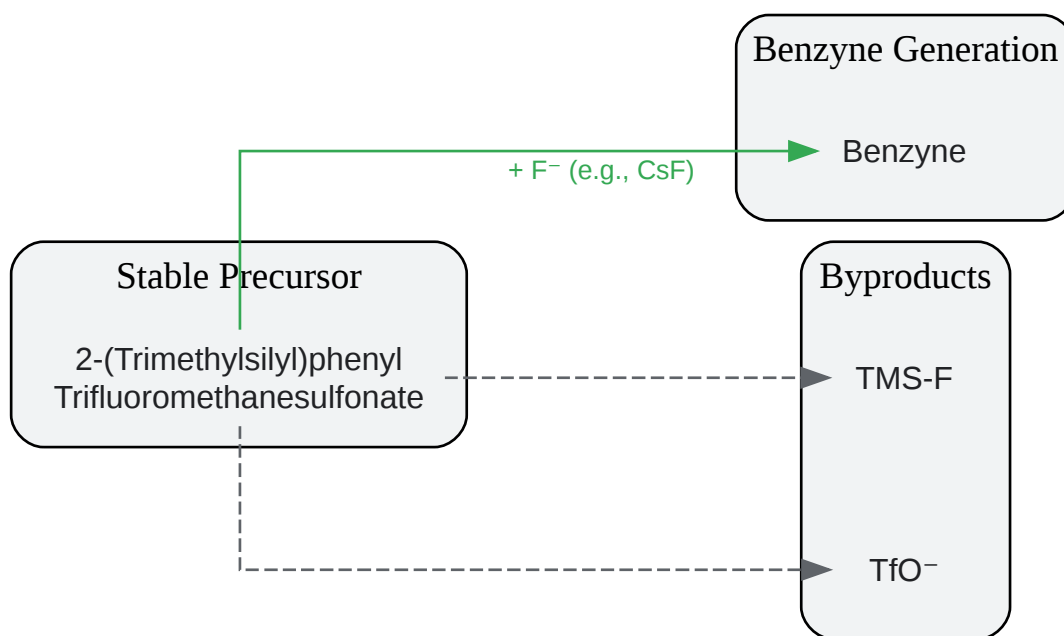 Benzyne Generation
Benzyne
+ F⁻ (e.g., CsF)
Stable Precursor
2-(Trimethylsilyl)phenyl
Trifluoromethanesulfonate
Byproducts
TMS-F
TfO⁻